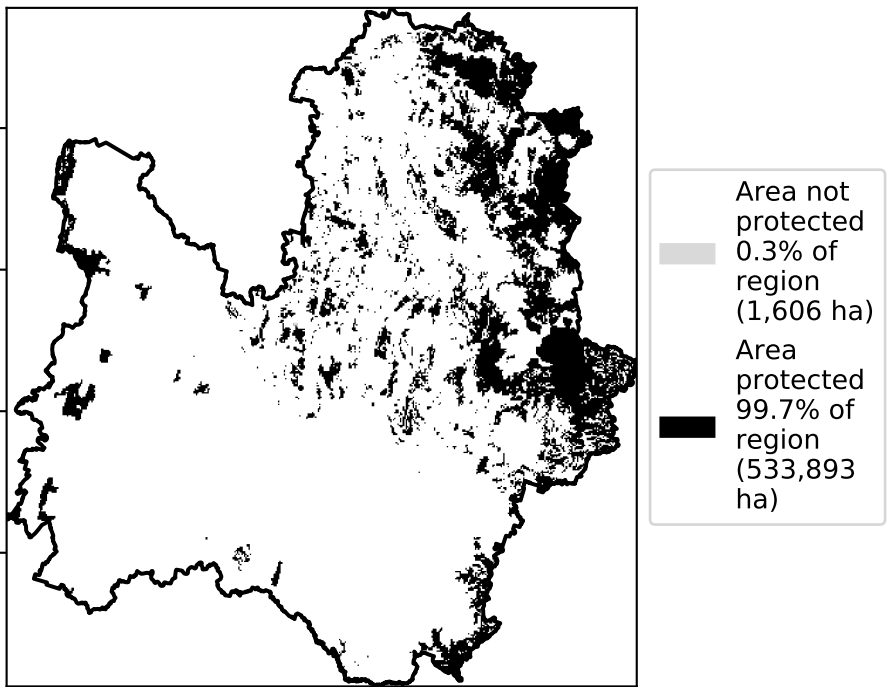 Area not
protected
0.3% of
region
(1,606 ha)
Area
protected
99.7% of
region
(533,893
ha)